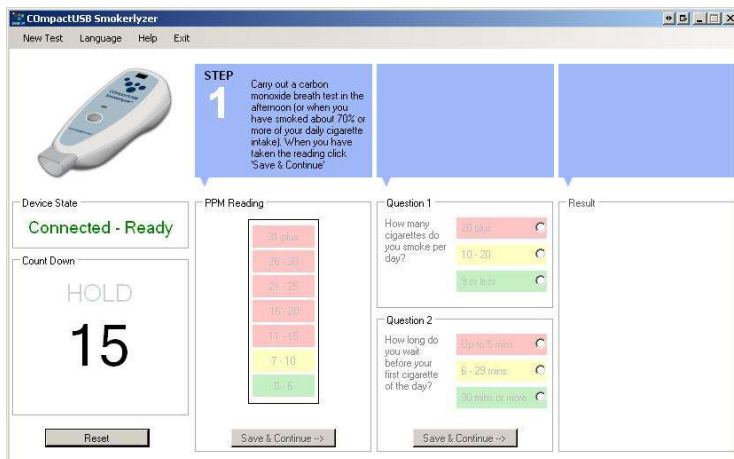 COmpactUSB Smokerlyzer
New Test Language Help Exit
STEP
1
Carry out a carbon
monoxide breath test in the
afternoon (or when you
have smoked about 70% or
more of your daily cigarette
intake). When you have
taken the reading click
'Save & Continue'
Device State
Connected - Ready
Count Down
HOLD
15
Reset
PPM Reading
31 plus
26 - 30
21 - 25
16 - 20
11 - 15
7 - 10
0 - 6
Save & Continue -->
Question 1
How many
cigarettes do
you smoke per
day?
20 plus
10 - 20
9 or less
Question 2
How long do
you wait
before your
first cigarette
of the day?
Up to 5 mins
6 - 29 mins
30 mins or more
Save & Continue -->
Result